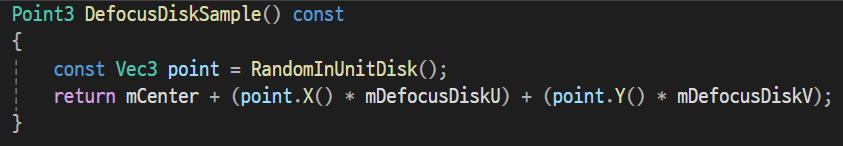 Point3 DefocusDiskSample() const
{
    const Vec3 point = RandomInUnitDisk();
    return mCenter + (point.X() * mDefocusDiskU) + (point.Y() * mDefocusDiskV);
}